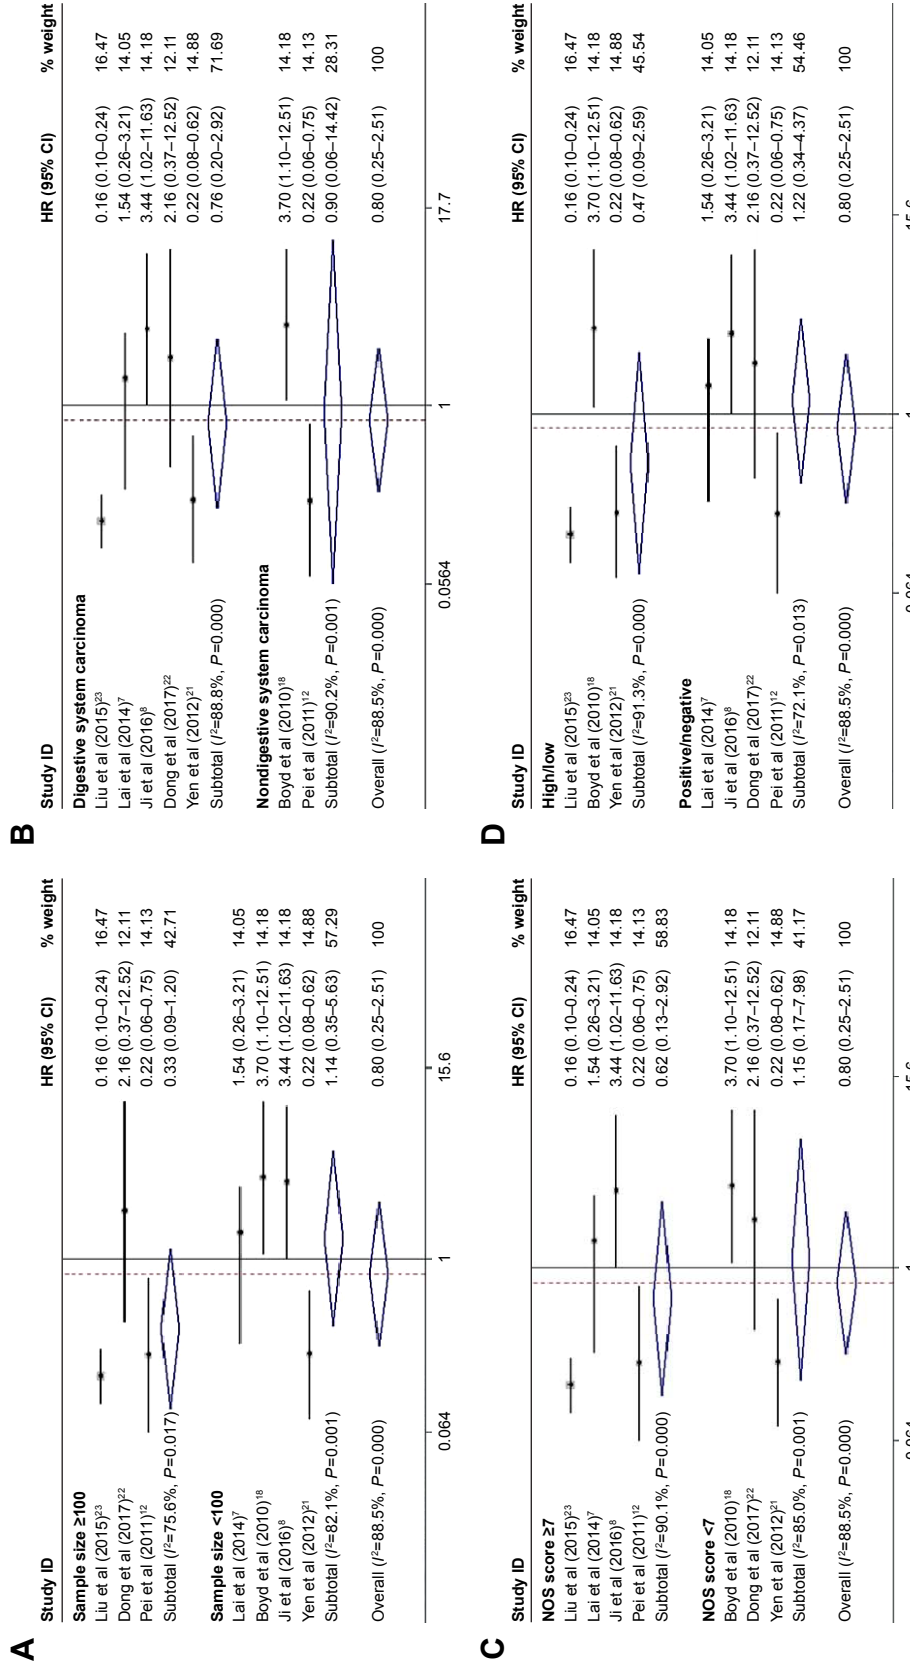 A
Study ID HR (95% CI) % weight
Sample size ≥100
Liu et al (2015)23 0.16 (0.10–0.24) 16.47
Dong et al (2017)22 2.16 (0.37–12.52) 12.11
Pei et al (2011)12 0.22 (0.06–0.75) 14.13
Subtotal (I2=75.6%, P=0.017) 0.33 (0.09–1.20) 42.71
Sample size <100
Lai et al (2014)7 1.54 (0.26–3.21) 14.05
Boyd et al (2010)18 3.70 (1.10–12.51) 14.18
Ji et al (2016)8 3.44 (1.02–11.63) 14.18
Yen et al (2012)21 0.22 (0.08–0.62) 14.88
Subtotal (I2=82.1%, P=0.001) 1.14 (0.35–5.63) 57.29
Overall (I2=88.5%, P=0.000) 0.80 (0.25–2.51) 100
0.064 1 15.6
B
Study ID HR (95% CI) % weight
Digestive system carcinoma
Liu et al (2015)23 0.16 (0.10–0.24) 16.47
Lai et al (2014)7 1.54 (0.26–3.21) 14.05
Ji et al (2016)8 3.44 (1.02–11.63) 14.18
Dong et al (2017)22 2.16 (0.37–12.52) 12.11
Yen et al (2012)21 0.22 (0.08–0.62) 14.88
Subtotal (I2=88.8%, P=0.000) 0.76 (0.20–2.92) 71.69
Nondigestive system carcinoma
Boyd et al (2010)18 3.70 (1.10–12.51) 14.18
Pei et al (2011)12 0.22 (0.06–0.75) 14.13
Subtotal (I2=90.2%, P=0.001) 0.90 (0.06–14.42) 28.31
Overall (I2=88.5%, P=0.000) 0.80 (0.25–2.51) 100
0.0564 1 17.7
C
Study ID HR (95% CI) % weight
NOS score ≥7
Liu et al (2015)23 0.16 (0.10–0.24) 16.47
Lai et al (2014)7 1.54 (0.26–3.21) 14.05
Ji et al (2016)8 3.44 (1.02–11.63) 14.18
Pei et al (2011)12 0.22 (0.06–0.75) 14.13
Subtotal (I2=90.1%, P=0.000) 0.62 (0.13–2.92) 58.83
NOS score <7
Boyd et al (2010)18 3.70 (1.10–12.51) 14.18
Dong et al (2017)22 2.16 (0.37–12.52) 12.11
Yen et al (2012)21 0.22 (0.08–0.62) 14.88
Subtotal (I2=85.0%, P=0.001) 1.15 (0.17–7.98) 41.17
Overall (I2=88.5%, P=0.000) 0.80 (0.25–2.51) 100
D
Study ID HR (95% CI) % weight
High/low
Liu et al (2015)23 0.16 (0.10–0.24) 16.47
Boyd et al (2010)18 3.70 (1.10–12.51) 14.18
Yen et al (2012)21 0.22 (0.08–0.62) 14.88
Subtotal (I2=91.3%, P=0.000) 0.47 (0.09–2.59) 45.54
Positive/negative
Lai et al (2014)7 1.54 (0.26–3.21) 14.05
Ji et al (2016)8 3.44 (1.02–11.63) 14.18
Dong et al (2017)22 2.16 (0.37–12.52) 12.11
Pei et al (2011)12 0.22 (0.06–0.75) 14.13
Subtotal (I2=72.1%, P=0.013) 1.22 (0.34–4.37) 54.46
Overall (I2=88.5%, P=0.000) 0.80 (0.25–2.51) 100